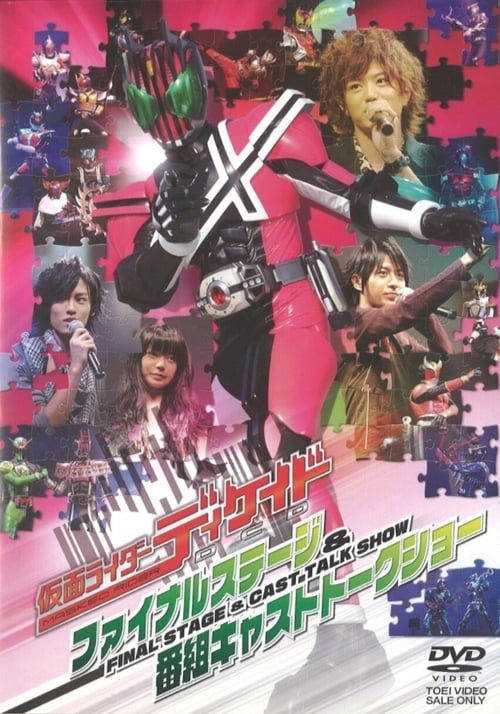 仮面ライダー ディケイド
MASKED RIDER DCD
ファイナルステージ&
FINAL STAGE & CAST TALK SHOW
番組キャストトークショー
DVD
VIDEO
TOEI VIDEO
SALE ONLY